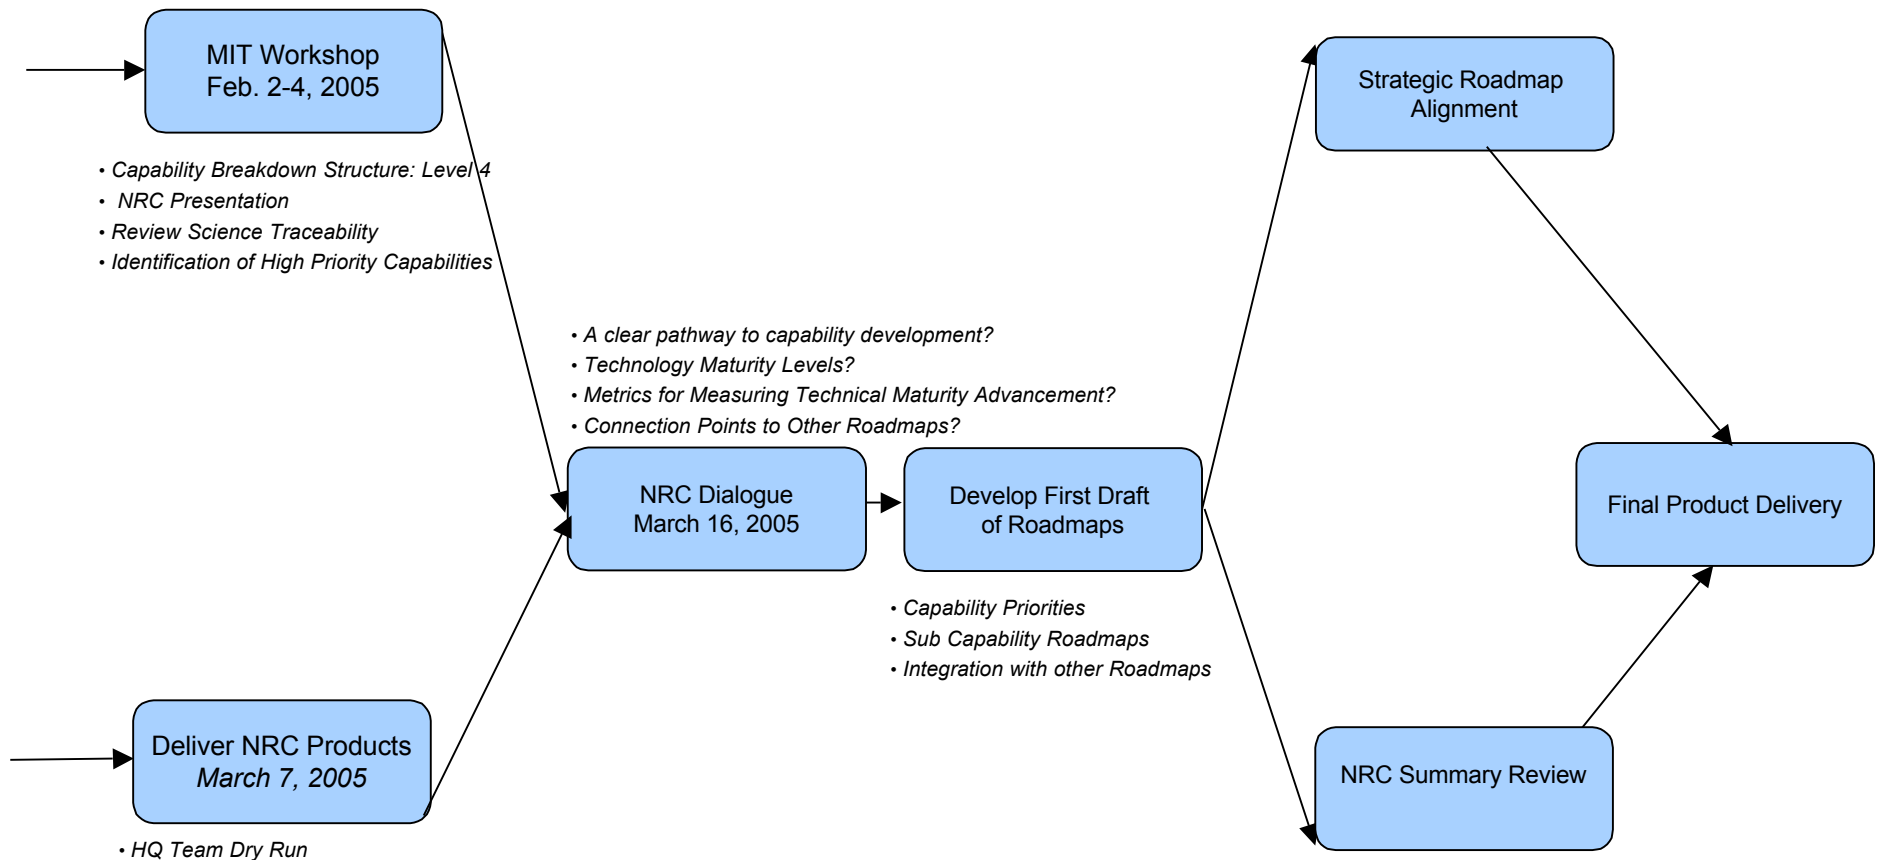 MIT Workshop
Feb. 2-4, 2005
• Capability Breakdown Structure: Level 4
• NRC Presentation
• Review Science Traceability
• Identification of High Priority Capabilities
Strategic Roadmap
Alignment
• A clear pathway to capability development?
• Technology Maturity Levels?
• Metrics for Measuring Technical Maturity Advancement?
• Connection Points to Other Roadmaps?
NRC Dialogue
March 16, 2005
Develop First Draft
of Roadmaps
• Capability Priorities
• Sub Capability Roadmaps
• Integration with other Roadmaps
Final Product Delivery
Deliver NRC Products
March 7, 2005
• HQ Team Dry Run
NRC Summary Review